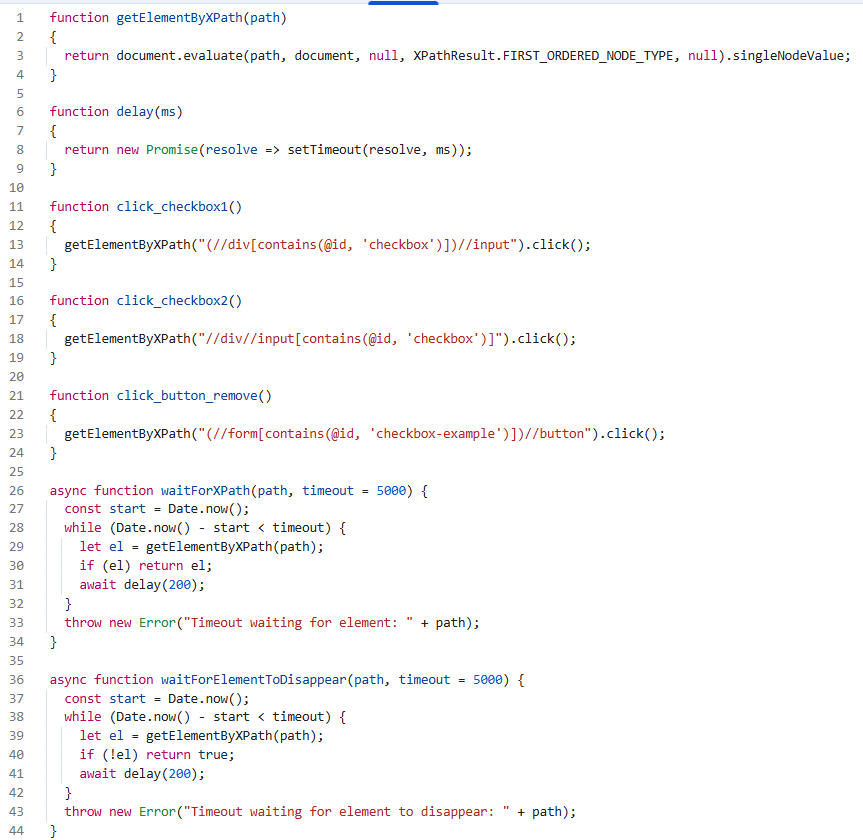 1 function getElementByXPath(path)
2 {
3   return document.evaluate(path, document, null, XPathResult.FIRST_ORDERED_NODE_TYPE, null).singleNodeValue;
4 }
5
6 function delay(ms)
7 {
8   return new Promise(resolve => setTimeout(resolve, ms));
9 }
10
11 function click_checkbox1()
12 {
13   getElementByXPath("(//div[contains(@id, 'checkbox')])//input").click();
14 }
15
16 function click_checkbox2()
17 {
18   getElementByXPath("//div//input[contains(@id, 'checkbox')]").click();
19 }
20
21 function click_button_remove()
22 {
23   getElementByXPath("(//form[contains(@id, 'checkbox-example')])//button").click();
24 }
25
26 async function waitForXPath(path, timeout = 5000) {
27   const start = Date.now();
28   while (Date.now() - start < timeout) {
29     let el = getElementByXPath(path);
30     if (el) return el;
31     await delay(200);
32   }
33   throw new Error("Timeout waiting for element: " + path);
34 }
35
36 async function waitForElementToDisappear(path, timeout = 5000) {
37   const start = Date.now();
38   while (Date.now() - start < timeout) {
39     let el = getElementByXPath(path);
40     if (!el) return true;
41     await delay(200);
42   }
43   throw new Error("Timeout waiting for element to disappear: " + path);
44 }